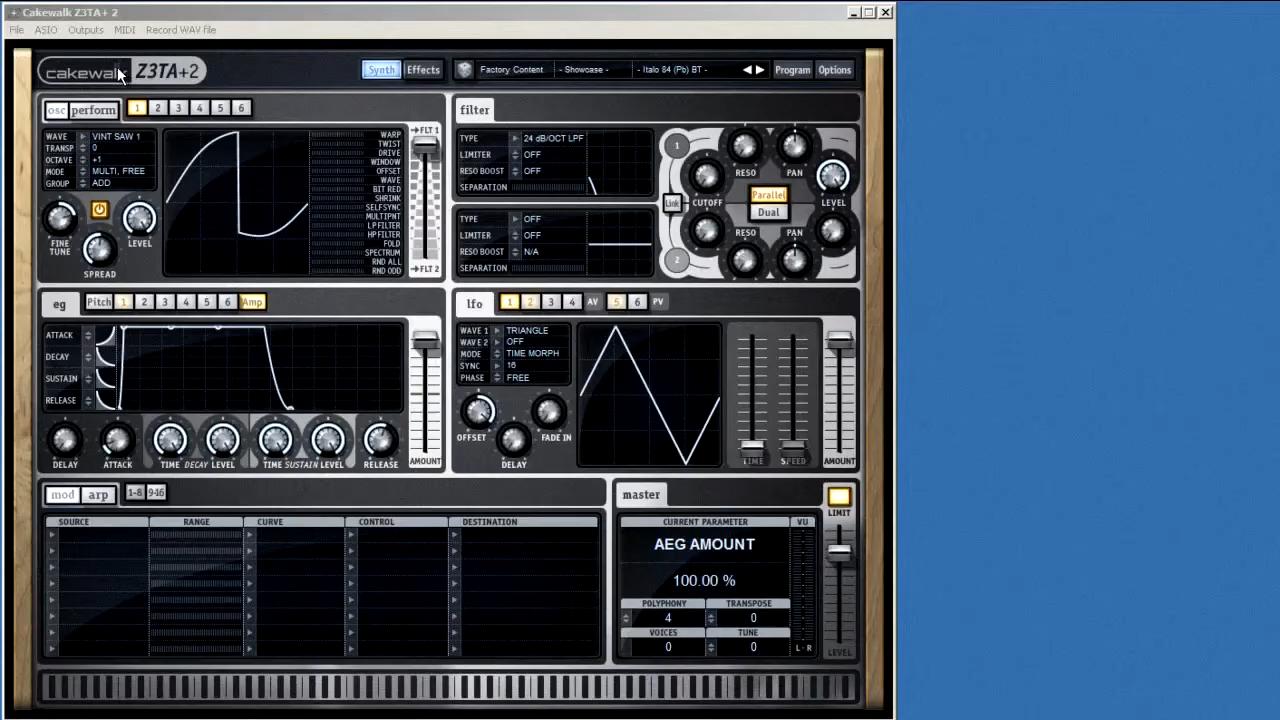 Cakewalk Z3TA+ 2
File ASIO Outputs MIDI Record WAV file
cakewalk Z3TA+2
Synth Effects
Factory Content - Showcase - - Italo 84 (Pb) BT -
Program Options
osc perform 1 2 3 4 5 6
WAVE VINT SAW 1
TRANSP 0
OCTAVE +1
MODE MULTI, FREE
GROUP ADD
FINE TUNE
LEVEL
SPREAD
WARP
TWIST
DRIVE
WINDOW
OFFSET
WAVE
BIT RED
SHRINK
SELFSYNC
MULTIPNT
LP FILTER
HP FILTER
FOLD
SPECTRUM
RND ALL
RND ODD
FLT 1
FLT 2
filter
TYPE 24 dB/OCT LPF
LIMITER OFF
RESO BOOST OFF
SEPARATION
TYPE OFF
LIMITER OFF
RESO BOOST N/A
SEPARATION
1
RESO PAN
Link CUTOFF
Parallel
Dual
LEVEL
RESO PAN
2
eg Pitch 1 2 3 4 5 6 Amp
ATTACK
DECAY
SUSTAIN
RELEASE
DELAY ATTACK TIME DECAY LEVEL TIME SUSTAIN LEVEL RELEASE
AMOUNT
lfo 1 2 3 4 AV 5 6 PV
WAVE 1 TRIANGLE
WAVE 2 OFF
MODE TIME MORPH
SYNC 16
PHASE FREE
OFFSET FADE IN
DELAY
TIME SPEED AMOUNT
mod arp 1-8 9-16
SOURCE RANGE CURVE CONTROL DESTINATION
master
LIMIT
CURRENT PARAMETER VU
AEG AMOUNT
100.00 %
POLYPHONY TRANSPOSE
4 0
VOICES TUNE
0 0
L - R
LEVEL